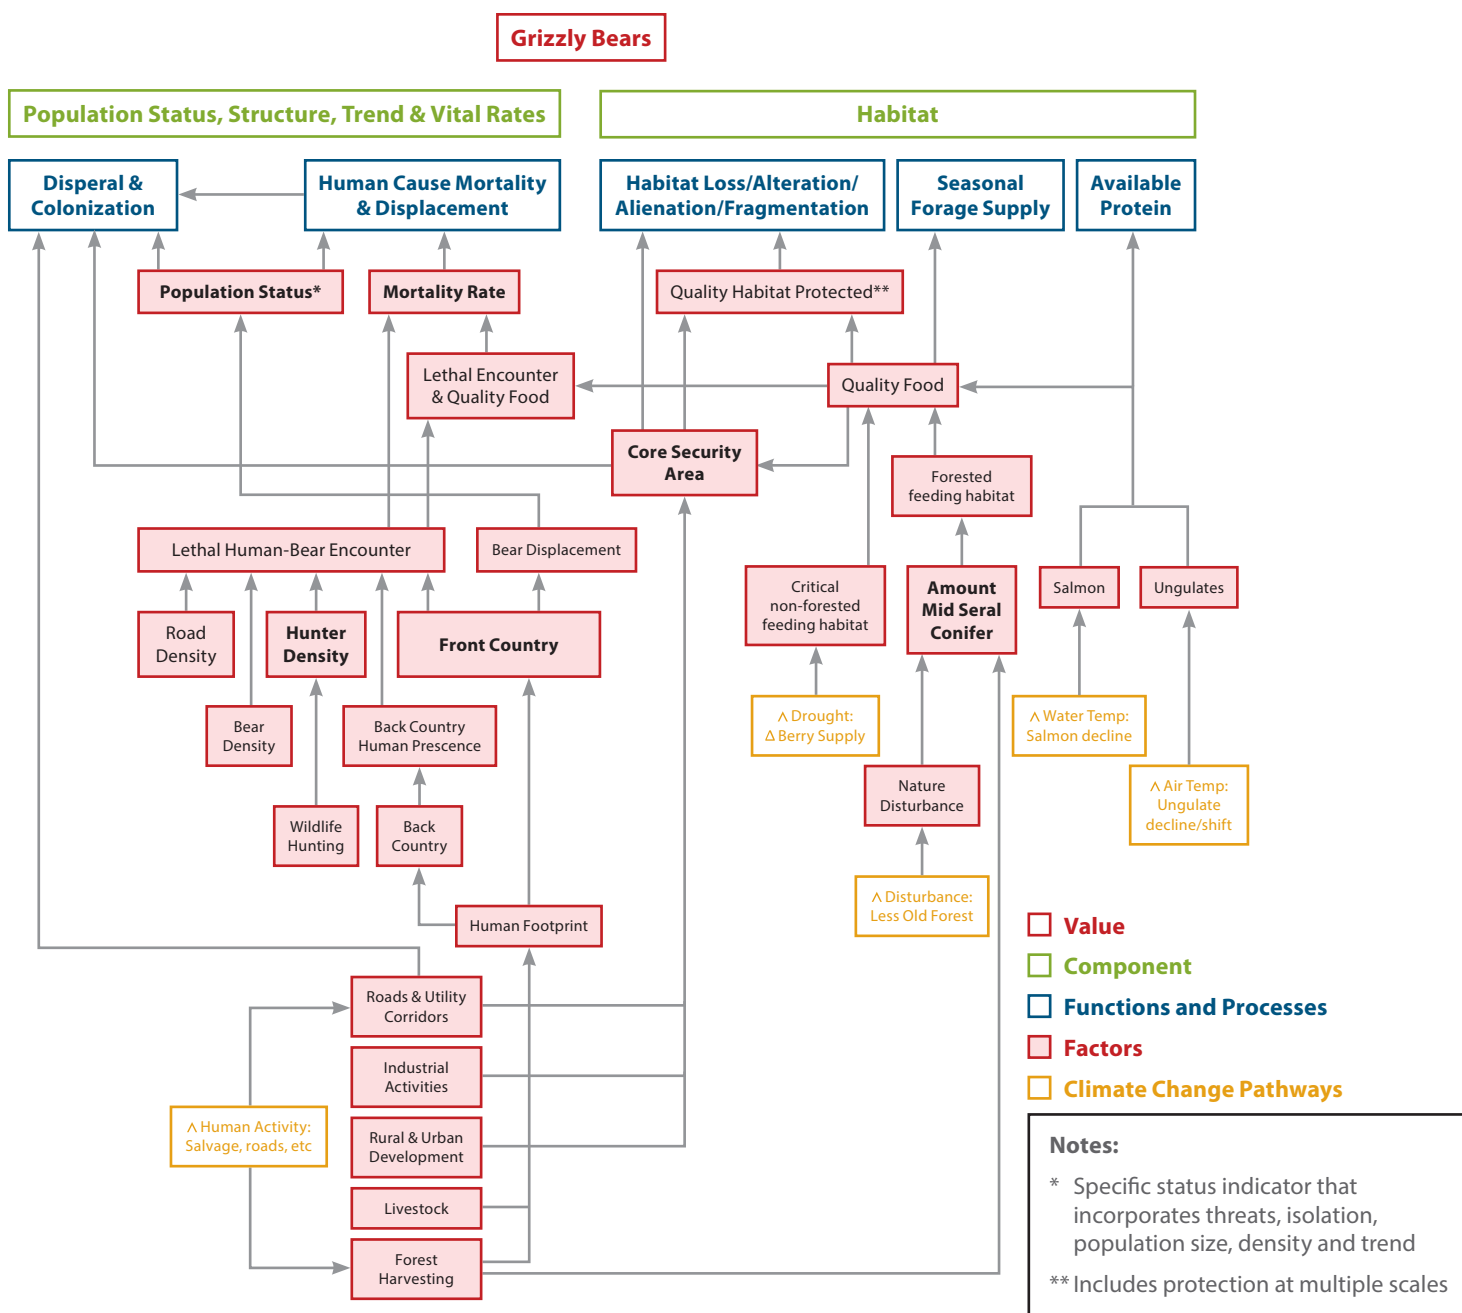 Grizzly Bears
Population Status, Structure, Trend & Vital Rates
Habitat
Disperal &
Colonization
Human Cause Mortality
& Displacement
Habitat Loss/Alteration/
Alienation/Fragmentation
Seasonal
Forage Supply
Available
Protein
Population Status*
Mortality Rate
Quality Habitat Protected**
Lethal Encounter
& Quality Food
Quality Food
Core Security
Area
Forested
feeding habitat
Lethal Human-Bear Encounter
Bear Displacement
Critical
non-forested
feeding habitat
Amount
Mid Seral
Conifer
Salmon
Ungulates
Road
Density
Hunter
Density
Front Country
Bear
Density
Back Country
Human Prescence
^ Drought:
Δ Berry Supply
^ Water Temp:
Salmon decline
Nature
Disturbance
^ Air Temp:
Ungulate
decline/shift
Wildlife
Hunting
Back
Country
^ Disturbance:
Less Old Forest
Human Footprint
Roads & Utility
Corridors
Industrial
Activities
^ Human Activity:
Salvage, roads, etc
Rural & Urban
Development
Livestock
Forest
Harvesting
Value
Component
Functions and Processes
Factors
Climate Change Pathways
Notes:
* Specific status indicator that
incorporates threats, isolation,
population size, density and trend
** Includes protection at multiple scales